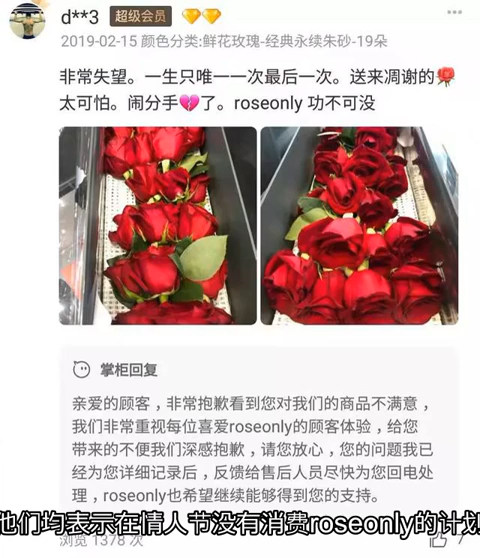 d**3 超级会员
2019-02-15 颜色分类:鲜花玫瑰-经典永续朱砂-19朵
非常失望。一生只唯一一次最后一次。送来凋谢的🌹
太可怕。闹分手💔了。roseonly 功不可没
掌柜回复
亲爱的顾客，非常抱歉看到您对我们的商品不满意，
我们非常重视每位喜爱roseonly的顾客体验，给您
带来的不便我们深感抱歉，请您放心，您的问题我已
经为您详细记录后，反馈给售后人员尽快为您回电处
理，roseonly也希望继续能够得到您的支持。
他们均表示在情人节没有消费roseonly的计划
浏览 1378 次 7